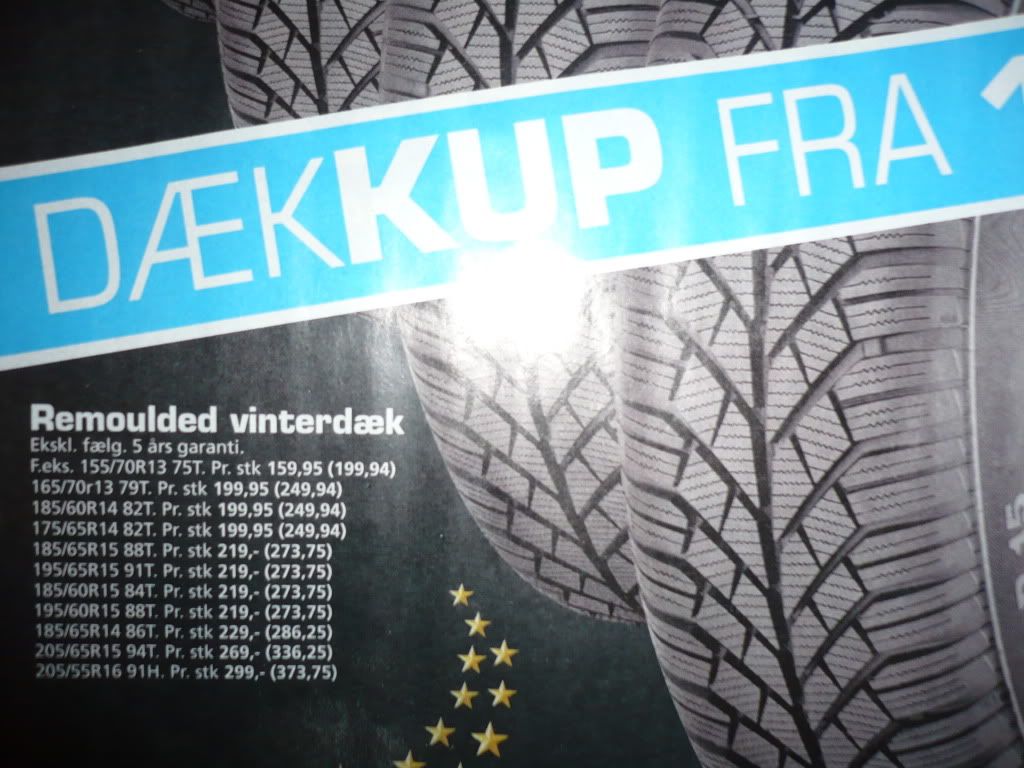 DÆKKUP FRA 1
Remoulded vinterdæk
Ekskl. fælg. 5 års garanti.
F.eks. 155/70R13 75T. Pr. stk 159,95 (199,94)
165/70r13 79T. Pr. stk 199,95 (249,94)
185/60R14 82T. Pr. stk 199,95 (249,94)
175/65R14 82T. Pr. stk 199,95 (249,94)
185/65R15 88T. Pr. stk 219,- (273,75)
195/65R15 91T. Pr. stk 219,- (273,75)
185/60R15 84T. Pr. stk 219,- (273,75)
195/60R15 88T. Pr. stk 219,- (273,75)
185/65R14 86T. Pr. stk 229,- (286,25)
205/65R15 94T. Pr. stk 269,- (336,25)
205/55R16 91H. Pr. stk 299,- (373,75)